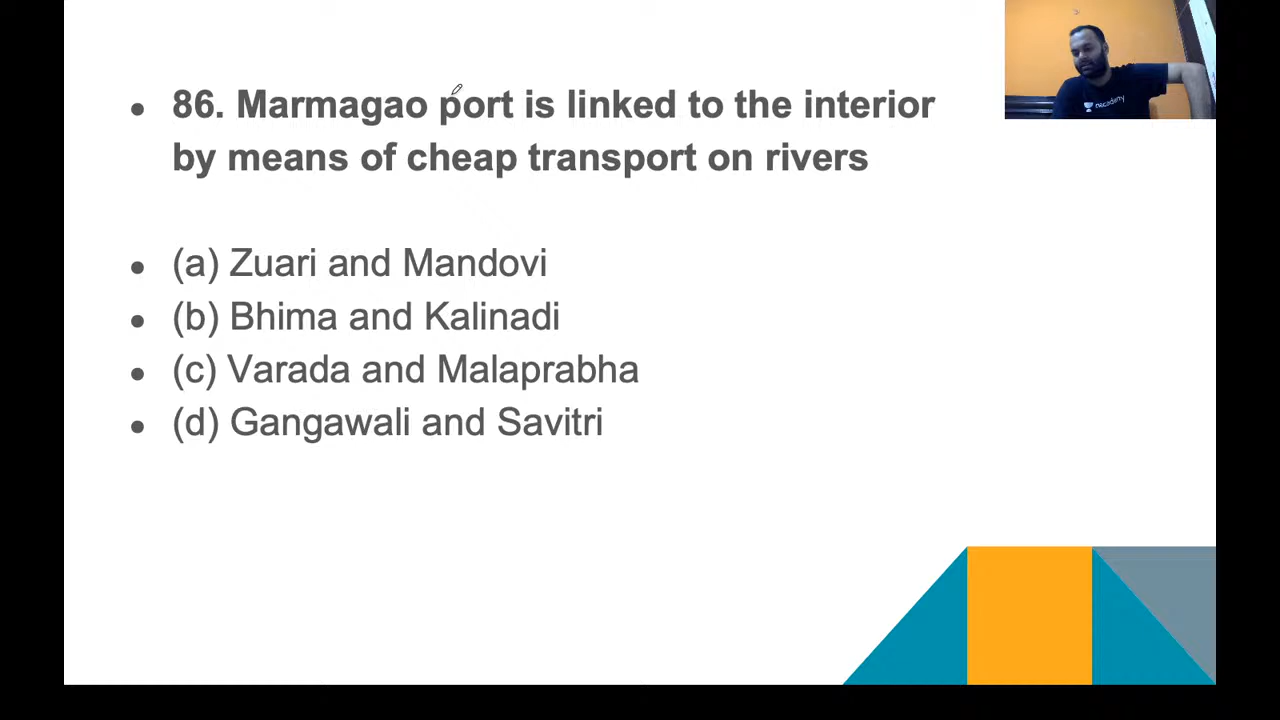 • 86. Marmagao port is linked to the interior
by means of cheap transport on rivers
• (a) Zuari and Mandovi
• (b) Bhima and Kalinadi
• (c) Varada and Malaprabha
• (d) Gangawali and Savitri